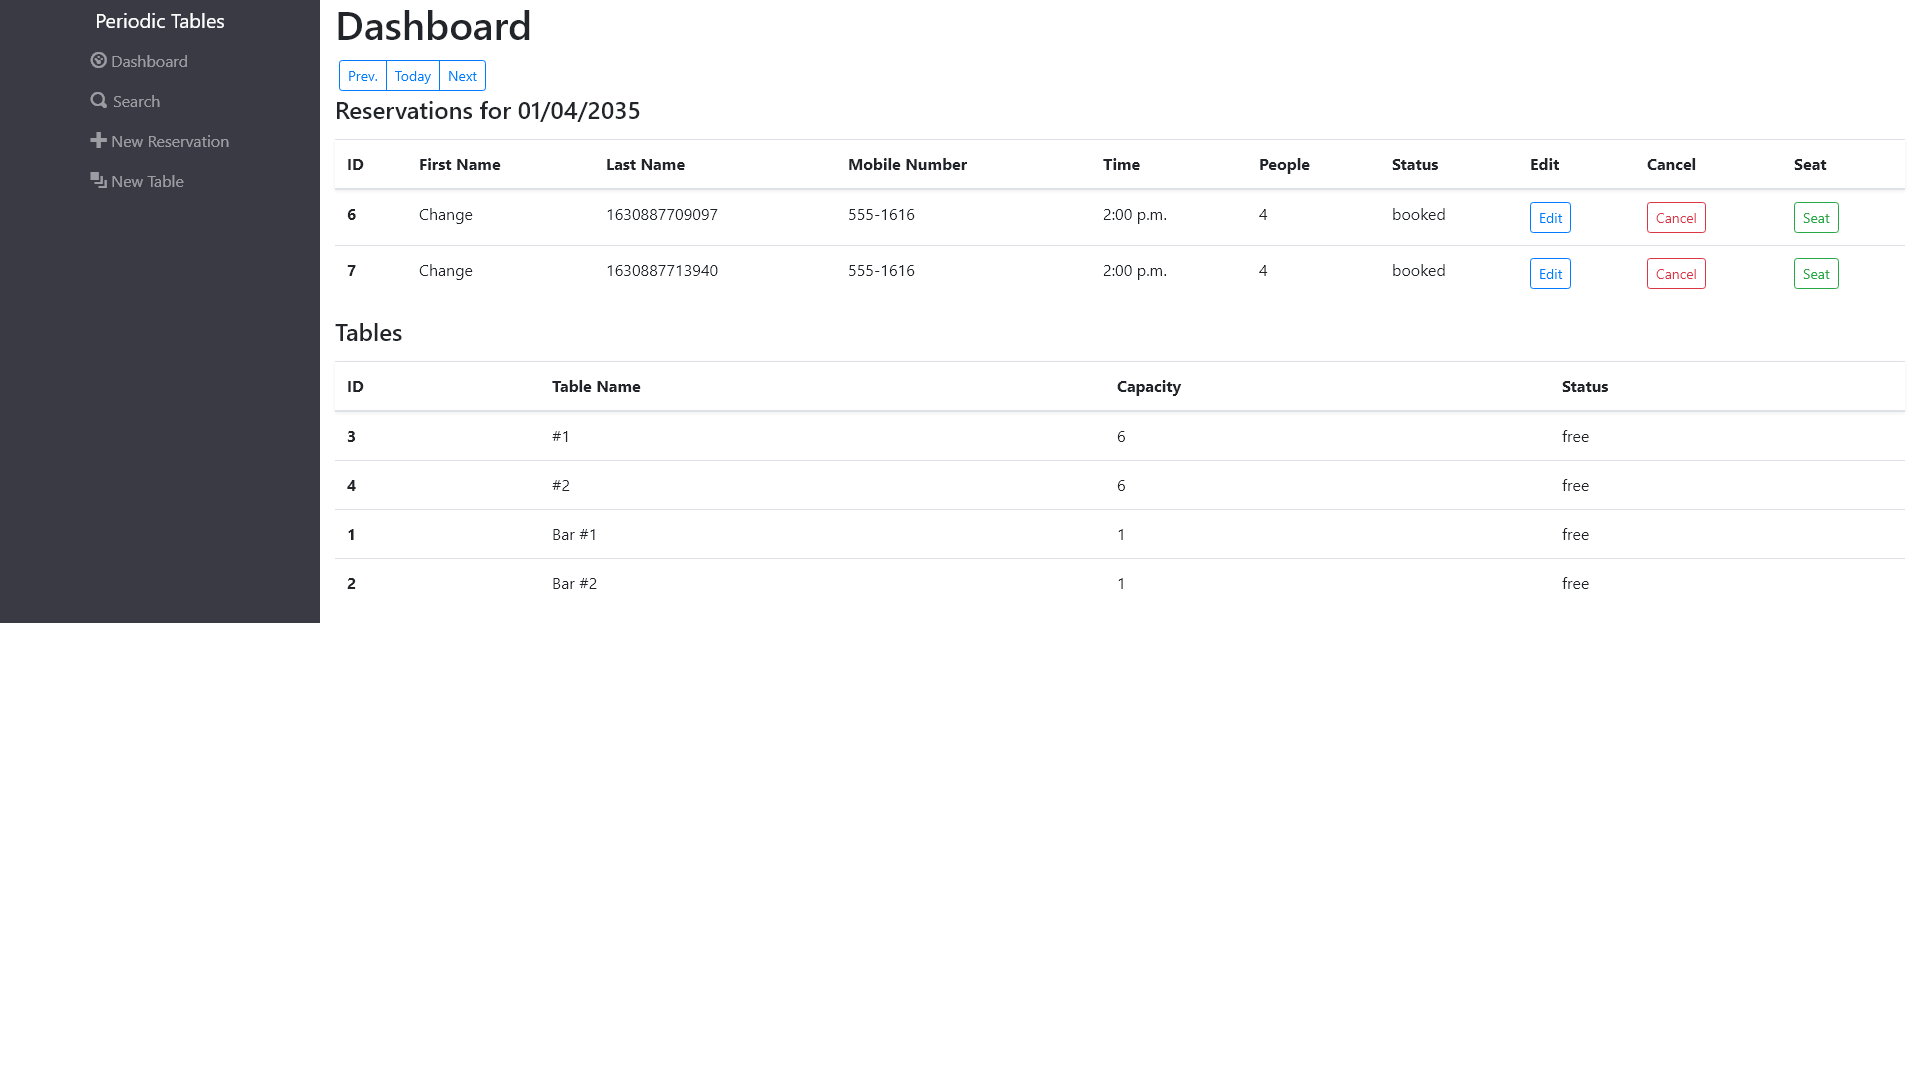 Periodic Tables
Dashboard
Search
New Reservation
New Table
Dashboard
Prev. Today Next
Reservations for 01/04/2035
ID First Name Last Name Mobile Number Time People Status Edit Cancel Seat
6 Change 1630887709097 555-1616 2:00 p.m. 4 booked Edit Cancel Seat
7 Change 1630887713940 555-1616 2:00 p.m. 4 booked Edit Cancel Seat
Tables
ID Table Name Capacity Status
3 #1 6 free
4 #2 6 free
1 Bar #1 1 free
2 Bar #2 1 free